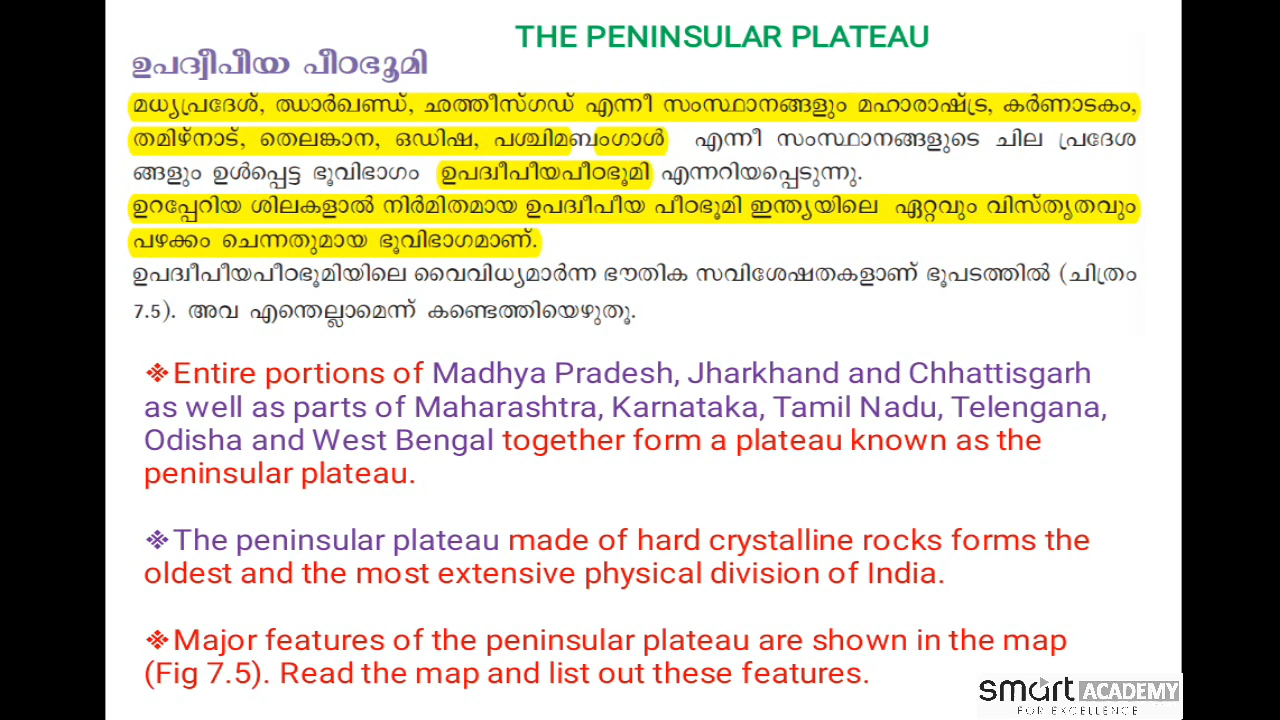 THE PENINSULAR PLATEAU
ഉപദ്വീപീയ പീഠഭൂമി
മധ്യപ്രദേശ്, ഝാർഖണ്ഡ്, ഛത്തീസ്ഗഡ് എന്നീ സംസ്ഥാനങ്ങളും മഹാരാഷ്ട്ര, കർണാടകം,
തമിഴ്നാട്, തെലങ്കാന, ഒഡിഷ, പശ്ചിമബംഗാൾ എന്നീ സംസ്ഥാനങ്ങളുടെ ചില പ്രദേശ
ങ്ങളും ഉൾപ്പെട്ട ഭൂവിഭാഗം ഉപദ്വീപീയപീഠഭൂമി എന്നറിയപ്പെടുന്നു.
ഉറപ്പേറിയ ശിലകളാൽ നിർമിതമായ ഉപദ്വീപീയ പീഠഭൂമി ഇന്ത്യയിലെ ഏറ്റവും വിസ്തൃതവും
പഴക്കം ചെന്നതുമായ ഭൂവിഭാഗമാണ്.
ഉപദ്വീപീയപീഠഭൂമിയിലെ വൈവിധ്യമാർന്ന ഭൗതിക സവിശേഷതകളാണ് ഭൂപടത്തിൽ (ചിത്രം
7.5). അവ എന്തെല്ലാമെന്ന് കണ്ടെത്തിയെഴുതൂ.
❖Entire portions of Madhya Pradesh, Jharkhand and Chhattisgarh
as well as parts of Maharashtra, Karnataka, Tamil Nadu, Telengana,
Odisha and West Bengal together form a plateau known as the
peninsular plateau.
❖The peninsular plateau made of hard crystalline rocks forms the
oldest and the most extensive physical division of India.
❖Major features of the peninsular plateau are shown in the map
(Fig 7.5). Read the map and list out these features.
smart ACADEMY
FOR EXCELLENCE